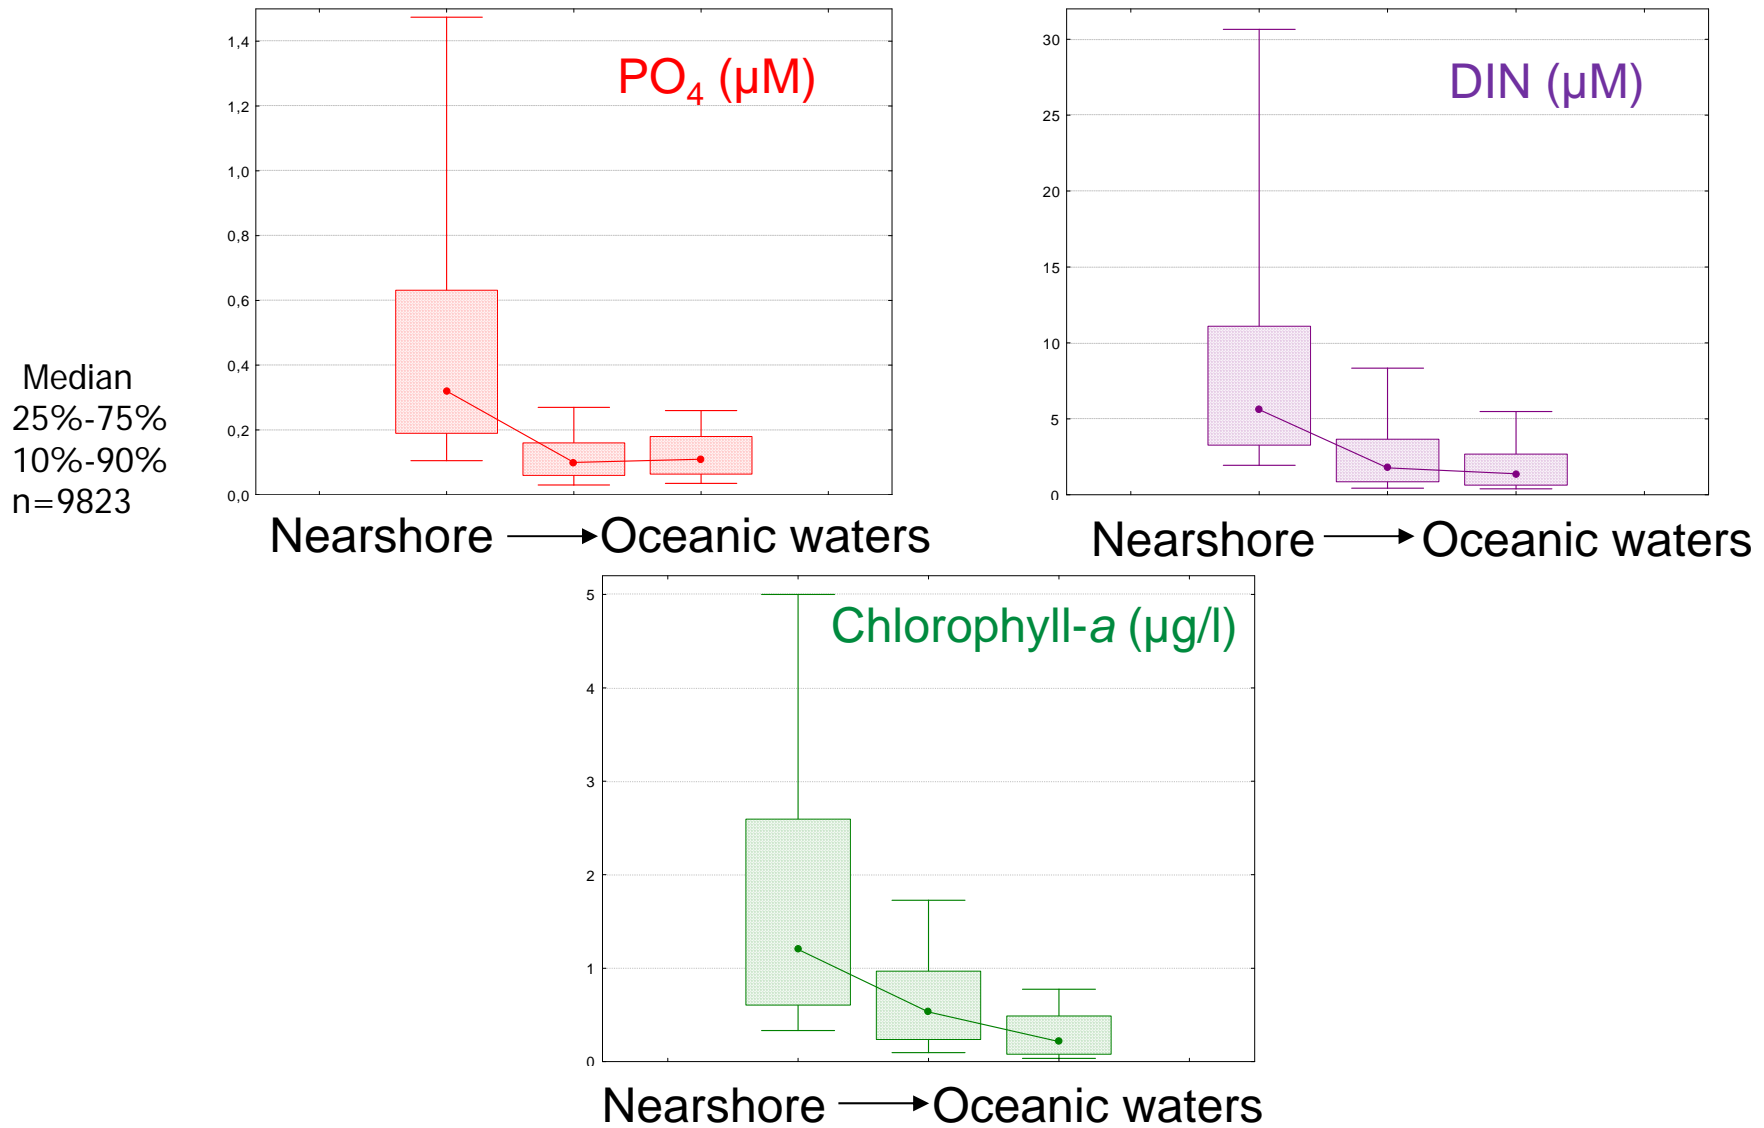 PO4 (µM)
1,4
1,2
1,0
0,8
0,6
0,4
0,2
0,0
Nearshore → Oceanic waters
DIN (µM)
30
25
20
15
10
5
0
Nearshore → Oceanic waters
Median
25%-75%
10%-90%
n=9823
Chlorophyll-a (µg/l)
5
4
3
2
1
0
Nearshore → Oceanic waters